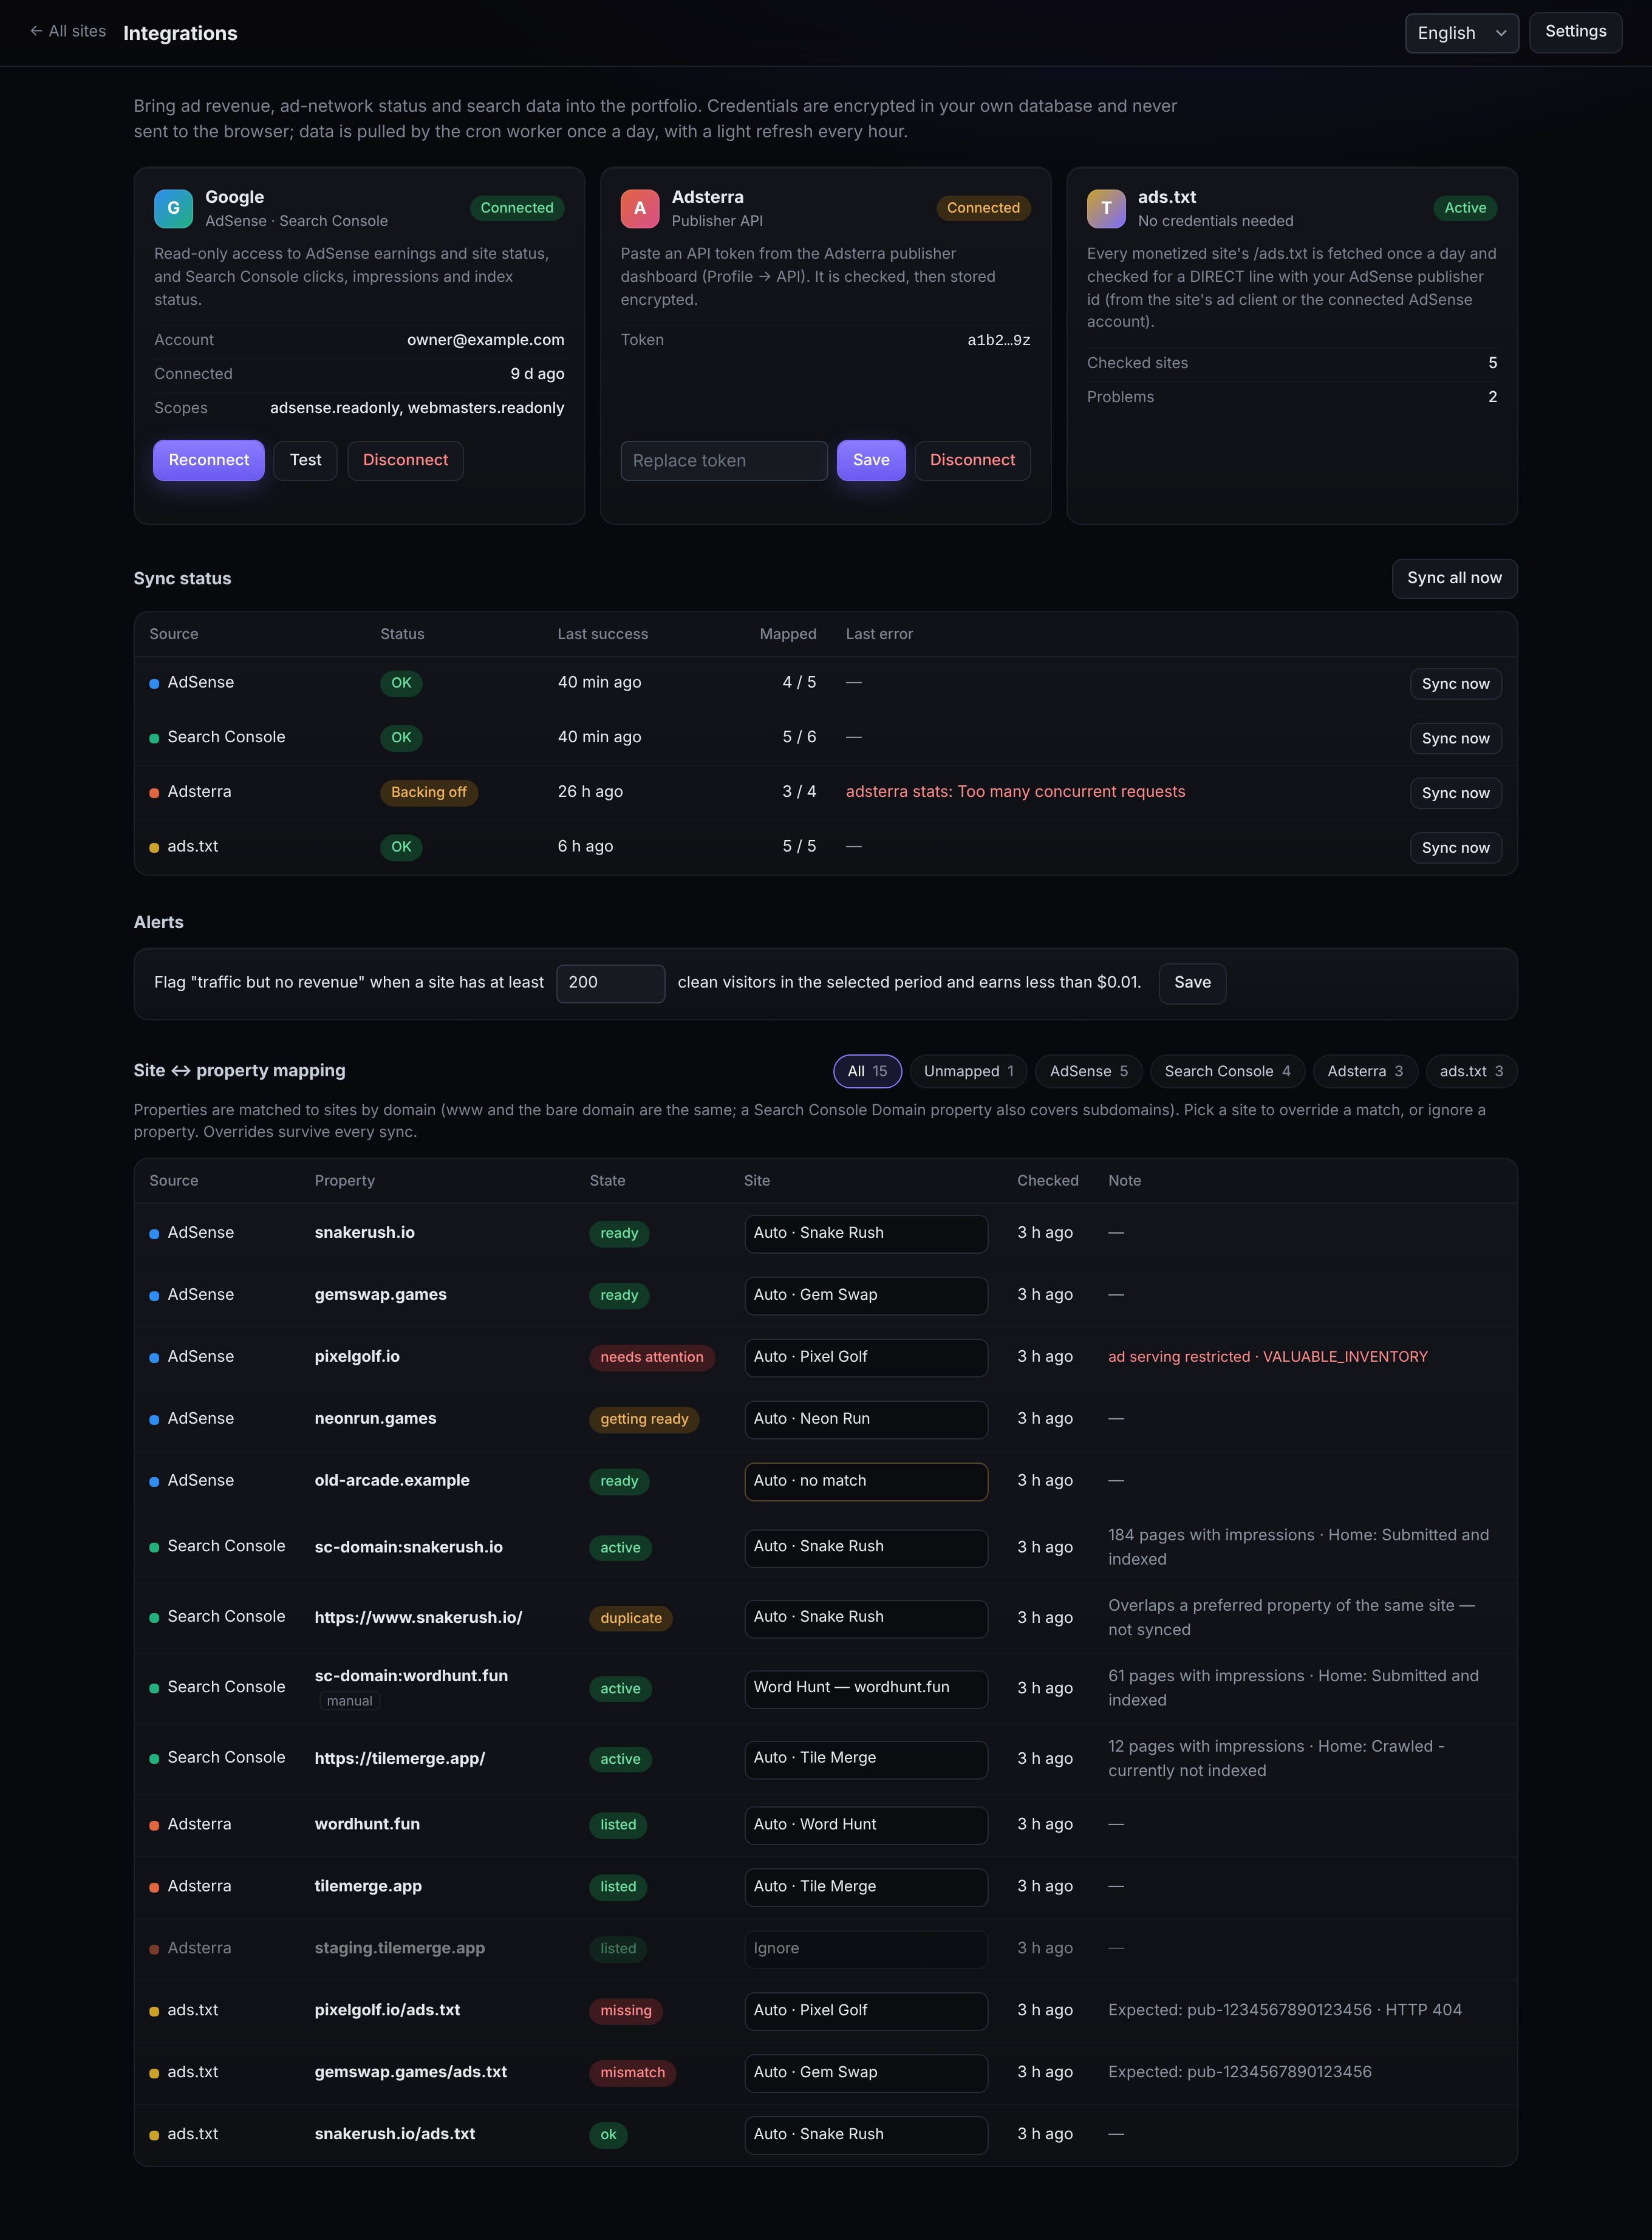 ← All sites Integrations English Settings
Bring ad revenue, ad-network status and search data into the portfolio. Credentials are encrypted in your own database and never
sent to the browser; data is pulled by the cron worker once a day, with a light refresh every hour.
G Google AdSense · Search Console Connected
Read-only access to AdSense earnings and site status,
and Search Console clicks, impressions and index
status.
Account owner@example.com
Connected 9 d ago
Scopes adsense.readonly, webmasters.readonly
Reconnect Test Disconnect
A Adsterra Publisher API Connected
Paste an API token from the Adsterra publisher
dashboard (Profile → API). It is checked, then stored
encrypted.
Token a1b2…9z
Replace token Save Disconnect
T ads.txt No credentials needed Active
Every monetized site's /ads.txt is fetched once a day and
checked for a DIRECT line with your AdSense publisher
id (from the site's ad client or the connected AdSense
account).
Checked sites 5
Problems 2
Sync status Sync all now
Source Status Last success Mapped Last error
AdSense OK 40 min ago 4 / 5 — Sync now
Search Console OK 40 min ago 5 / 6 — Sync now
Adsterra Backing off 26 h ago 3 / 4 adsterra stats: Too many concurrent requests Sync now
ads.txt OK 6 h ago 5 / 5 — Sync now
Alerts
Flag "traffic but no revenue" when a site has at least 200 clean visitors in the selected period and earns less than $0.01. Save
Site ↔ property mapping All 15 Unmapped 1 AdSense 5 Search Console 4 Adsterra 3 ads.txt 3
Properties are matched to sites by domain (www and the bare domain are the same; a Search Console Domain property also covers subdomains). Pick a site to override a match, or ignore a
property. Overrides survive every sync.
Source Property State Site Checked Note
AdSense snakerush.io ready Auto · Snake Rush 3 h ago —
AdSense gemswap.games ready Auto · Gem Swap 3 h ago —
AdSense pixelgolf.io needs attention Auto · Pixel Golf 3 h ago ad serving restricted · VALUABLE_INVENTORY
AdSense neonrun.games getting ready Auto · Neon Run 3 h ago —
AdSense old-arcade.example ready Auto · no match 3 h ago —
Search Console sc-domain:snakerush.io active Auto · Snake Rush 3 h ago 184 pages with impressions · Home: Submitted and
indexed
Search Console https://www.snakerush.io/ duplicate Auto · Snake Rush 3 h ago Overlaps a preferred property of the same site —
not synced
Search Console sc-domain:wordhunt.fun active Word Hunt — wordhunt.fun 3 h ago 61 pages with impressions · Home: Submitted and
manual indexed
Search Console https://tilemerge.app/ active Auto · Tile Merge 3 h ago 12 pages with impressions · Home: Crawled -
currently not indexed
Adsterra wordhunt.fun listed Auto · Word Hunt 3 h ago —
Adsterra tilemerge.app listed Auto · Tile Merge 3 h ago —
Adsterra staging.tilemerge.app listed Ignore 3 h ago —
ads.txt pixelgolf.io/ads.txt missing Auto · Pixel Golf 3 h ago Expected: pub-1234567890123456 · HTTP 404
ads.txt gemswap.games/ads.txt mismatch Auto · Gem Swap 3 h ago Expected: pub-1234567890123456
ads.txt snakerush.io/ads.txt ok Auto · Snake Rush 3 h ago —